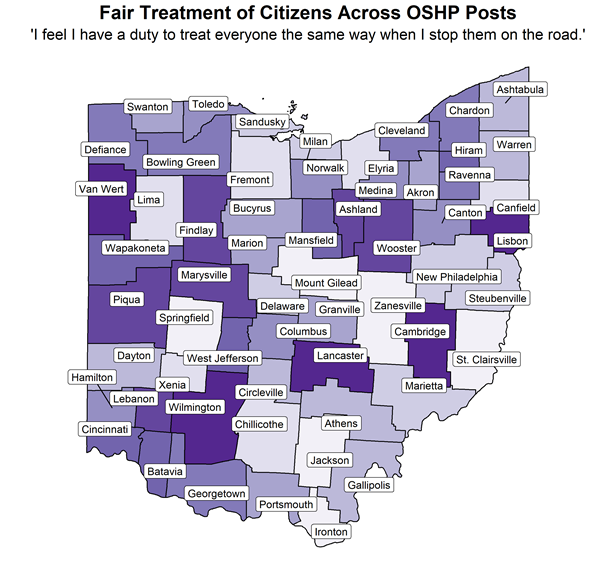 Fair Treatment of Citizens Across OSHP Posts
'I feel I have a duty to treat everyone the same way when I stop them on the road.'
Ashtabula
Swanton
Toledo
Chardon
Sandusky
Cleveland
Milan
Warren
Defiance
Hiram
Bowling Green
Norwalk
Elyria
Ravenna
Fremont
Van Wert
Medina
Akron
Lima
Bucyrus
Ashland
Canton
Canfield
Findlay
Marion
Mansfield
Wooster
Lisbon
Wapakoneta
Marysville
New Philadelphia
Mount Gilead
Piqua
Steubenville
Delaware
Granville
Zanesville
Springfield
Columbus
Cambridge
Dayton
West Jefferson
Lancaster
St. Clairsville
Hamilton
Xenia
Marietta
Circleville
Lebanon
Wilmington
Cincinnati
Chillicothe
Athens
Jackson
Batavia
Gallipolis
Georgetown
Portsmouth
Ironton